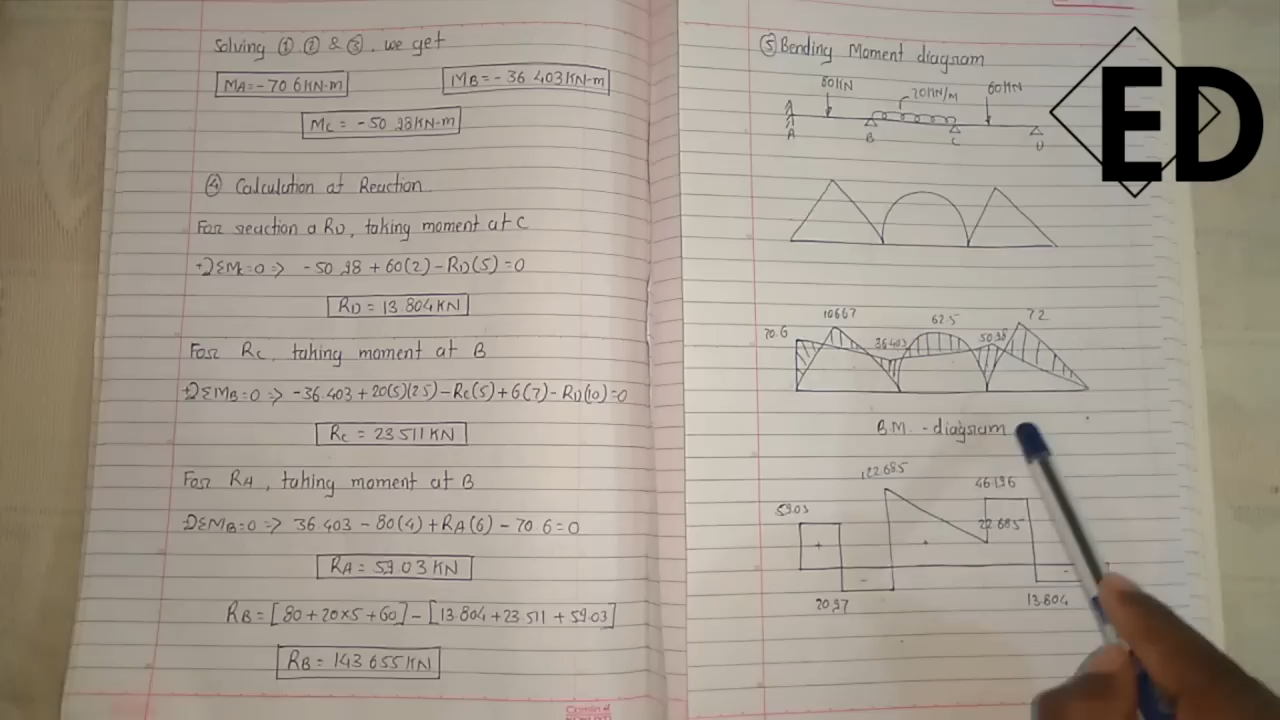 Solving ① ② & ③, we get
MA = -70.6 KN-m
MB = -36.403 KN-m
MC = -50.98 KN-m
④ Calculation at Reaction
For reaction a RD, taking moment at C
+ΣMc=0 => -50.98 + 60(2) - RD(5) = 0
RD = 13.804 KN
For RC, taking moment at B
ΣMB=0 => -36.403 + 20(5)(2.5) - RC(5) + 6(7) - RD(10) = 0
RC = 23.511 KN
For RA, taking moment at B
ΣMB=0 => 36.403 - 80(4) + RA(6) - 70.6 = 0
RA = 59.03 KN
RB = [80 + 20×5 + 60] - [13.804 + 23.511 + 59.03]
RB = 143.655 KN
⑤ Bending Moment diagram
80KN
20KN/M
60KN
A
B
C
D
106.67
62.5
72
70.6
36.403
50.98
B.M. - diagram
122.685
46.196
59.03
22.685
+
+
-
-
20.97
13.804
ED